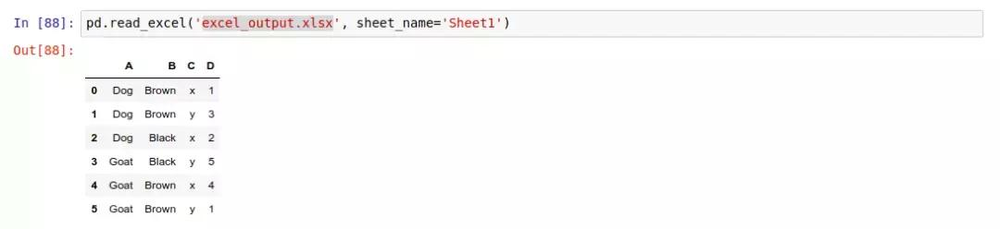 In [88]: pd.read_excel('excel_output.xlsx', sheet_name='Sheet1')
Out[88]:
A B C D
0 Dog Brown x 1
1 Dog Brown y 3
2 Dog Black x 2
3 Goat Black y 5
4 Goat Brown x 4
5 Goat Brown y 1